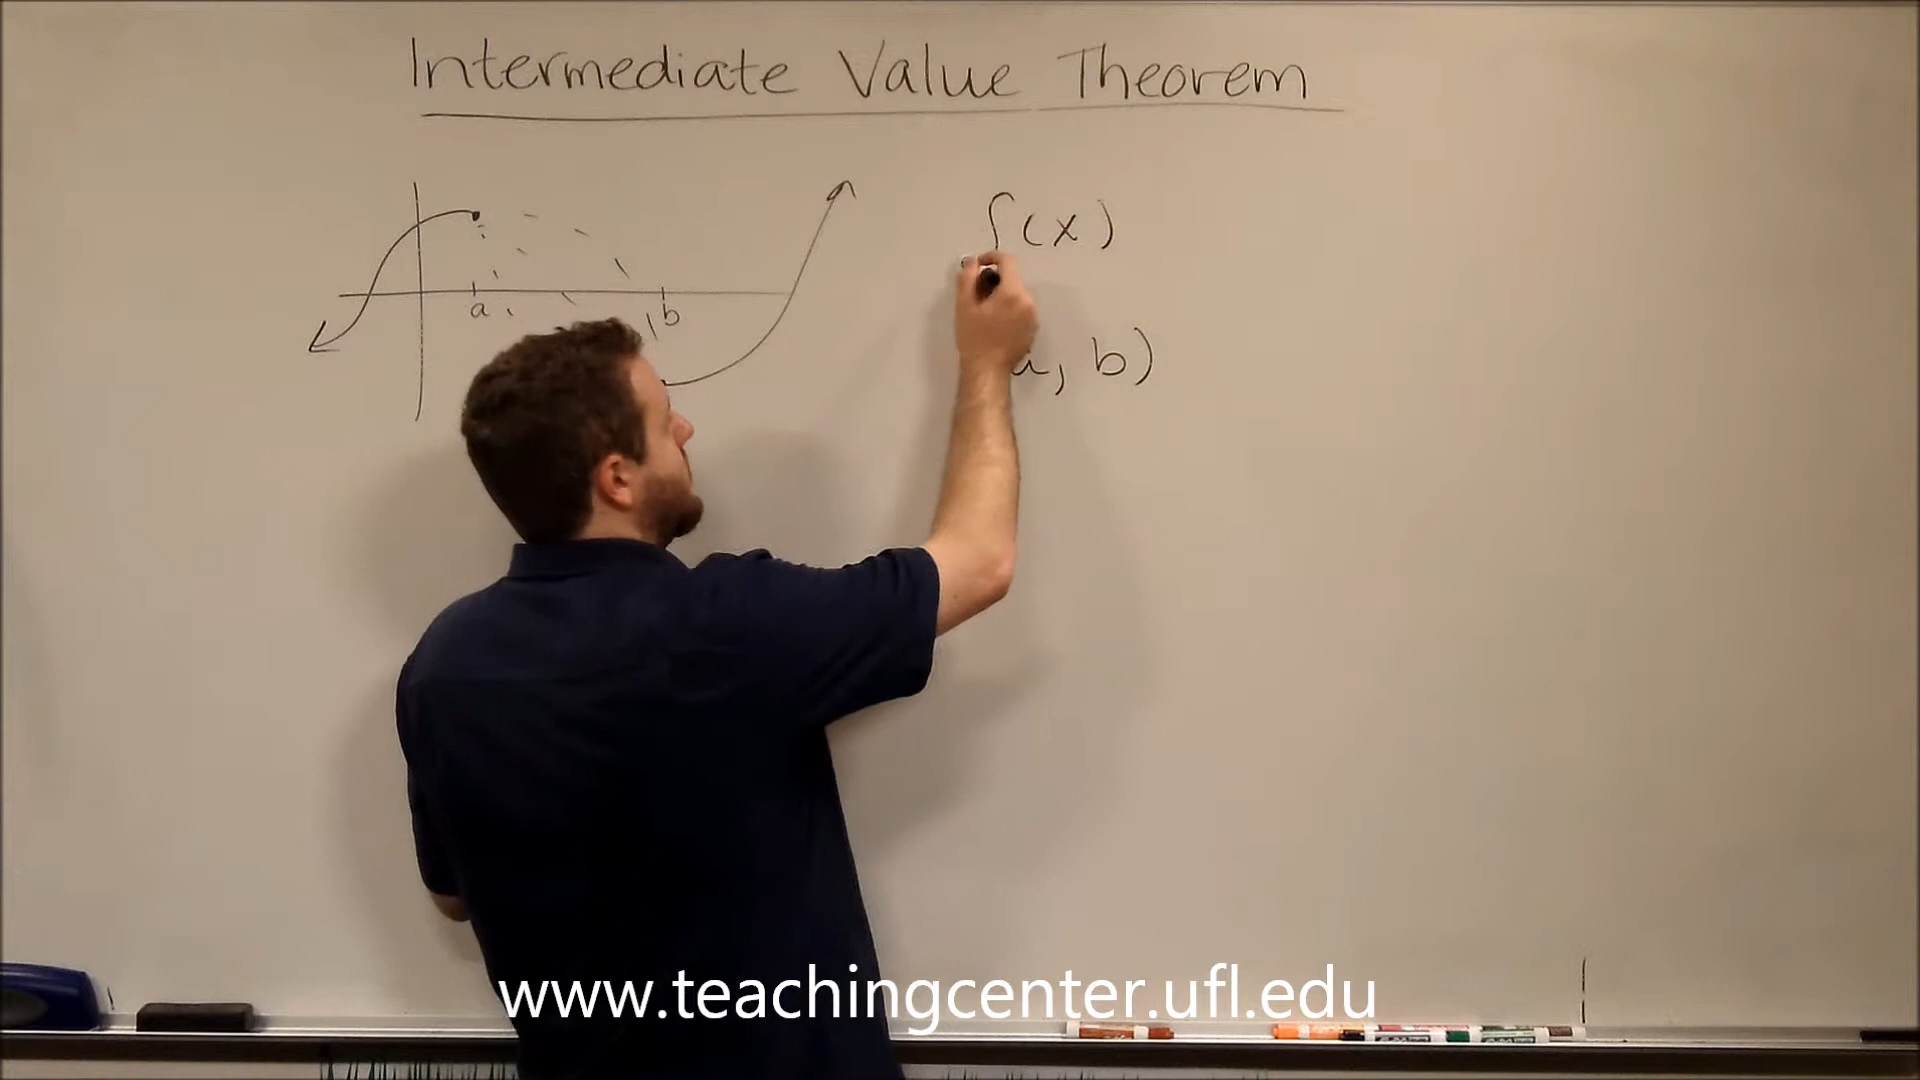 Intermediate Value Theorem
f(x)
a
b
a, b)
www.teachingcenter.ufl.edu